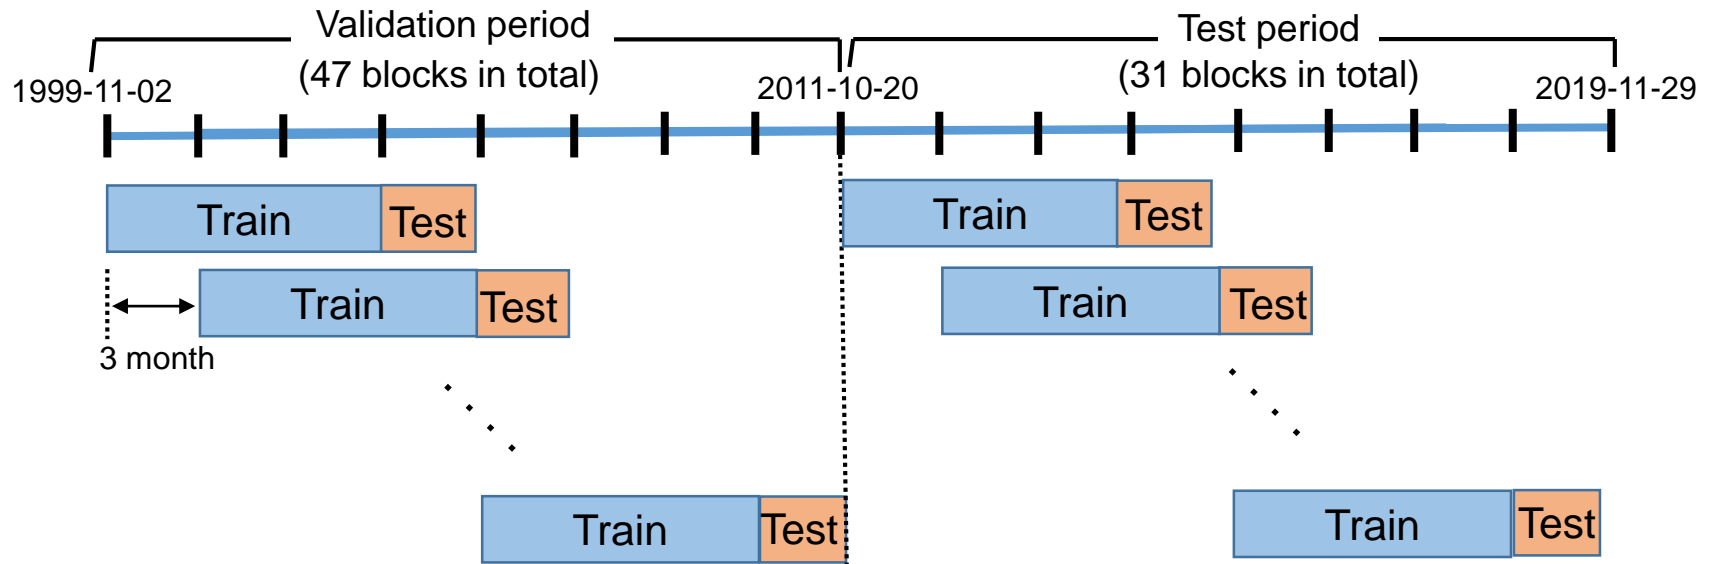 Validation period
(47 blocks in total)
Test period
(31 blocks in total)
1999-11-02
2011-10-20
2019-11-29
Train
Test
Train
Test
Train
Test
Train
Test
3 month
Train
Test
Train
Test